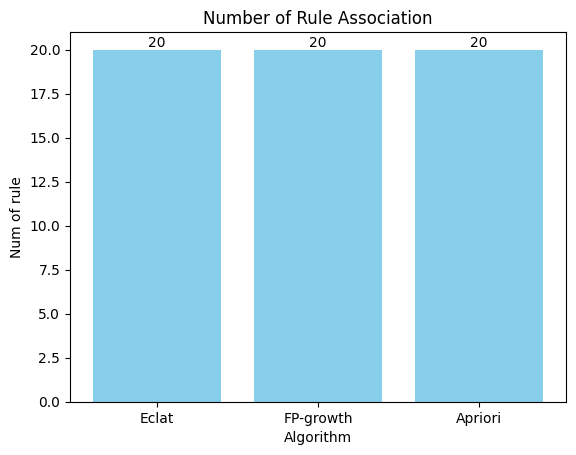 Number of Rule Association
20 20 20
20.0
17.5
15.0
12.5
10.0
7.5
5.0
2.5
0.0
Num of rule
Eclat FP-growth Apriori
Algorithm